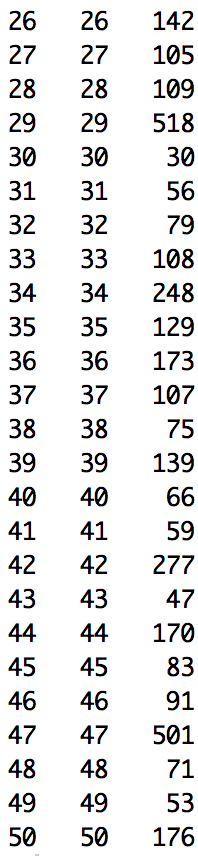 26 26 142
27 27 105
28 28 109
29 29 518
30 30 30
31 31 56
32 32 79
33 33 108
34 34 248
35 35 129
36 36 173
37 37 107
38 38 75
39 39 139
40 40 66
41 41 59
42 42 277
43 43 47
44 44 170
45 45 83
46 46 91
47 47 501
48 48 71
49 49 53
50 50 176